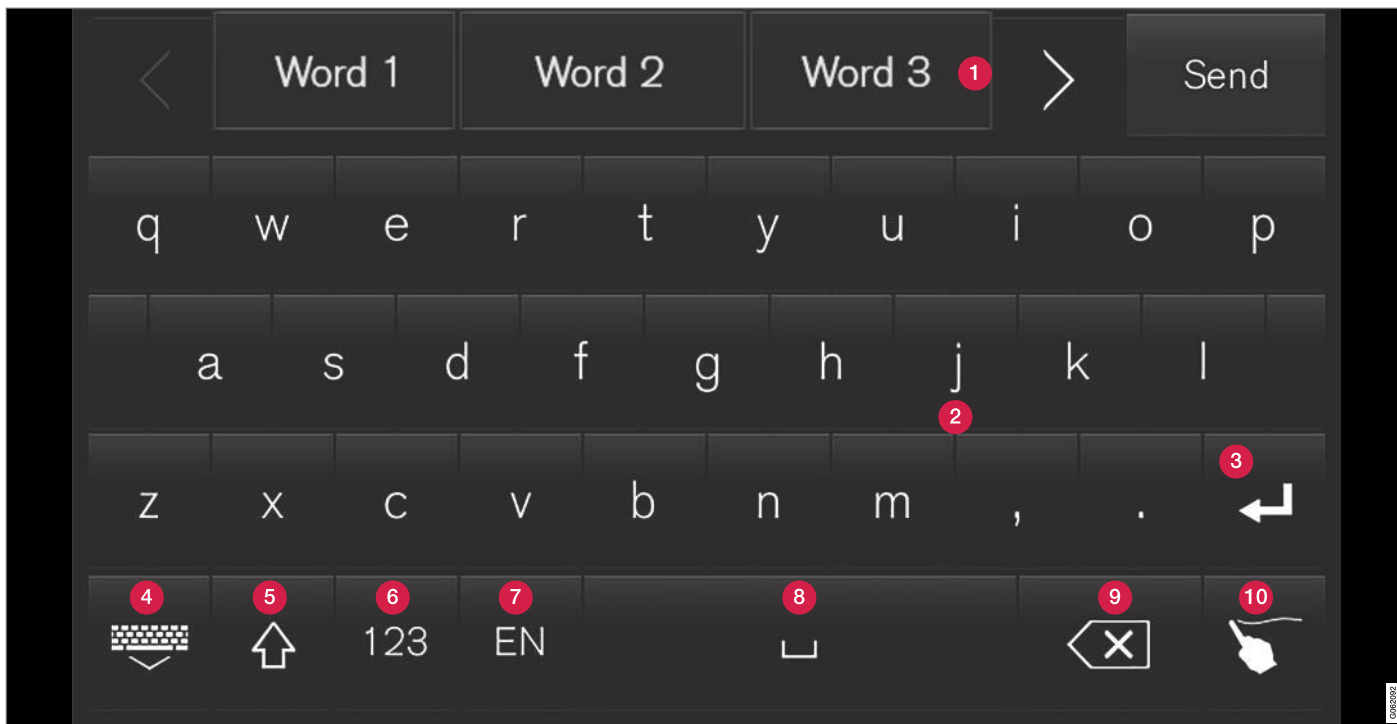 Word 1 Word 2 Word 3 1 Send
q w e r t y u i o p
a s d f g h j k l
2
z x c v b n m , . 3
4 5 6 7 8 9 10
123 EN
G062092